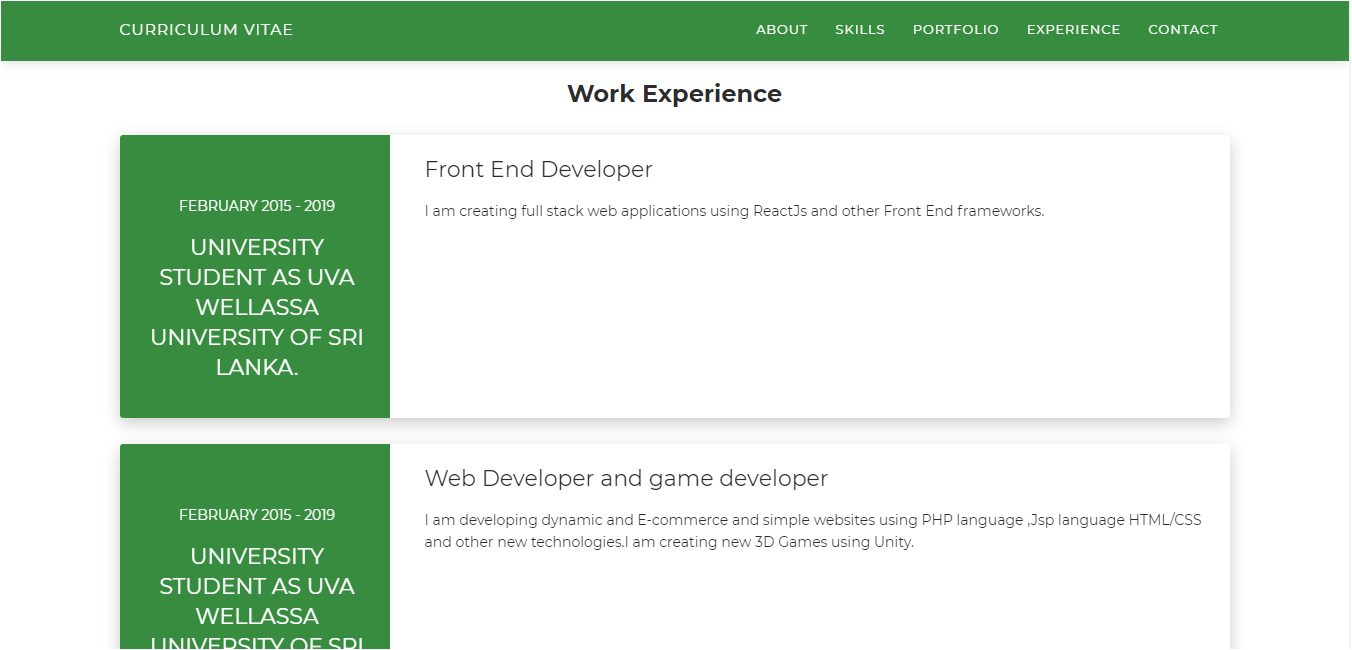 CURRICULUM VITAE
ABOUT SKILLS PORTFOLIO EXPERIENCE CONTACT
Work Experience
FEBRUARY 2015 - 2019
UNIVERSITY
STUDENT AS UVA
WELLASSA
UNIVERSITY OF SRI
LANKA.
Front End Developer
I am creating full stack web applications using ReactJs and other Front End frameworks.
FEBRUARY 2015 - 2019
UNIVERSITY
STUDENT AS UVA
WELLASSA
UNIVERSITY OF SRI
Web Developer and game developer
I am developing dynamic and E-commerce and simple websites using PHP language ,Jsp language HTML/CSS
and other new technologies.I am creating new 3D Games using Unity.